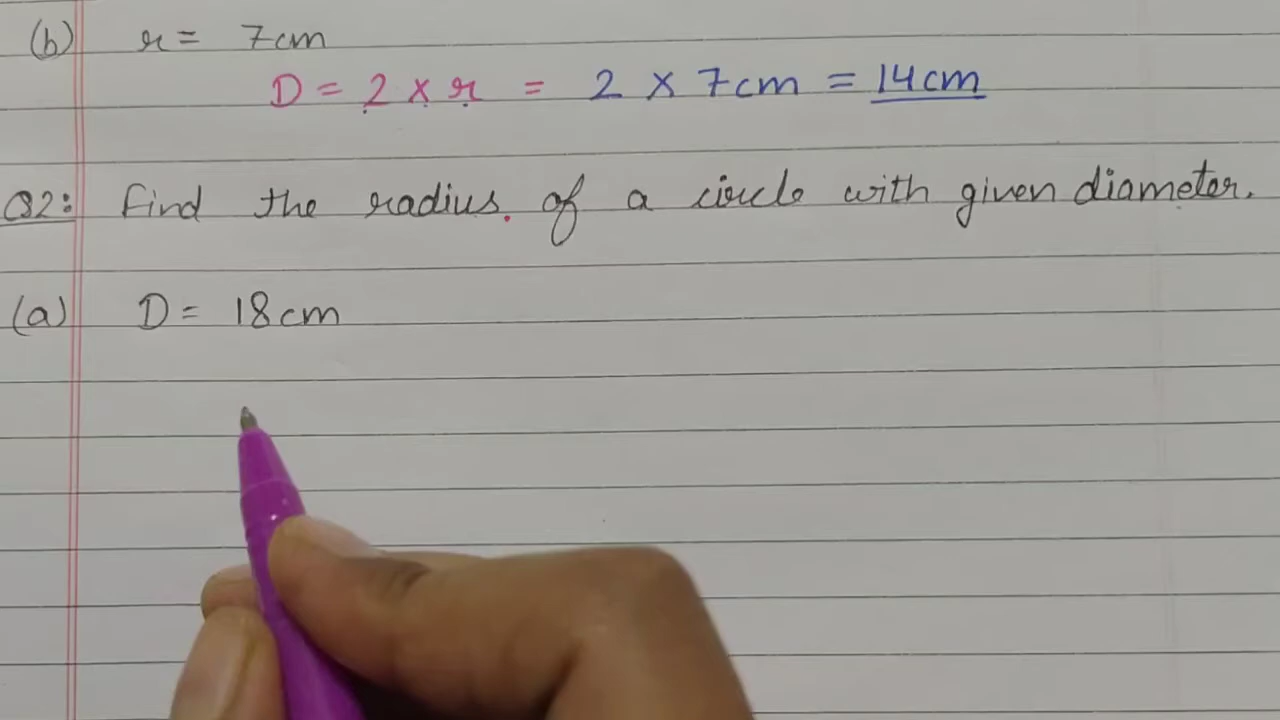 (b) r = 7cm
D = 2 × r = 2 × 7cm = 14cm
Q2: Find the radius of a circle with given diameter.
(a) D = 18cm